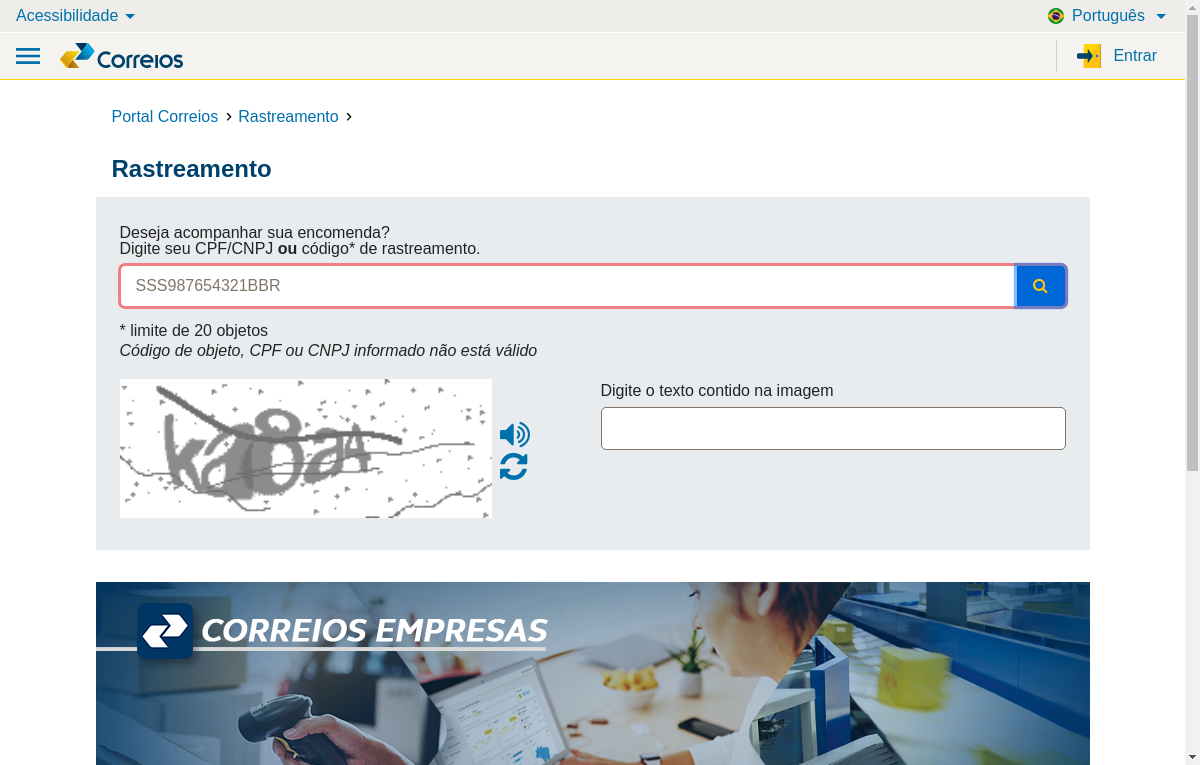 Acessibilidade
Português
Correios
Entrar
Portal Correios
Rastreamento
Rastreamento
Deseja acompanhar sua encomenda?
Digite seu CPF/CNPJ ou código* de rastreamento.
SSS987654321BBR
* limite de 20 objetos
Código de objeto, CPF ou CNPJ informado não está válido
Digite o texto contido na imagem
CORREIOS EMPRESAS